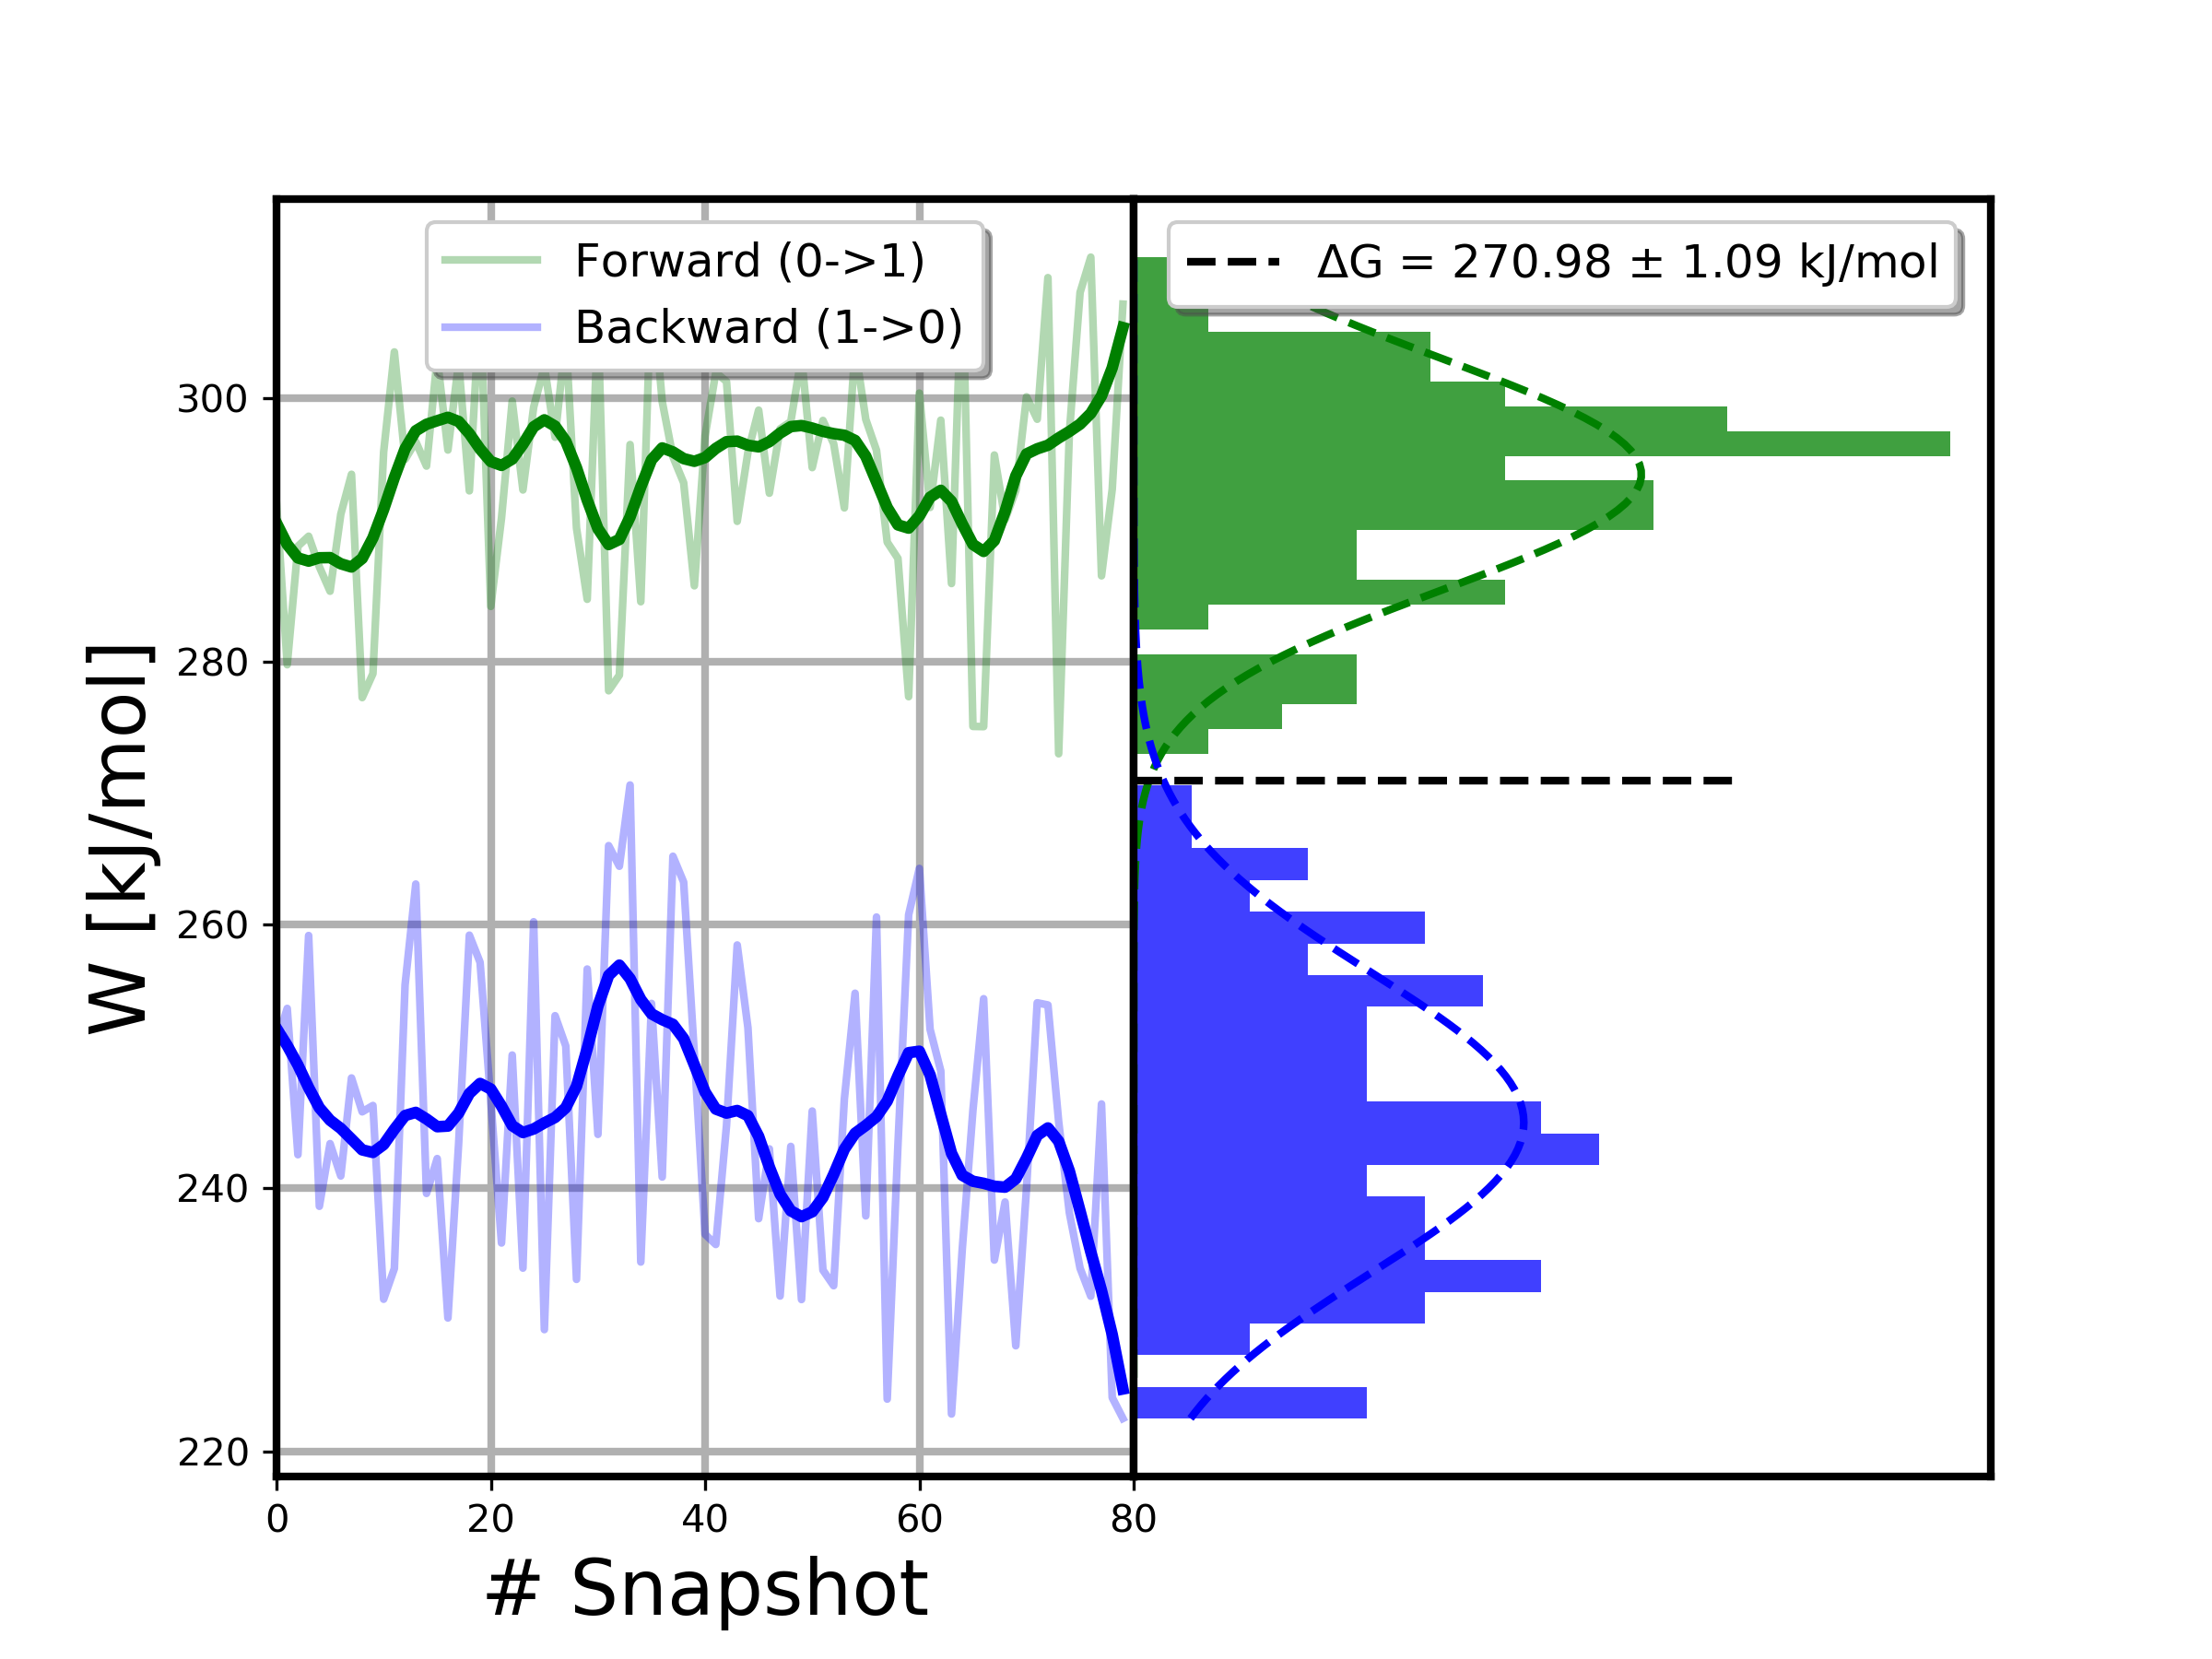 Forward (0->1)
Backward (1->0)
ΔG = 270.98 ± 1.09 kJ/mol
W [kJ/mol]
300
280
260
240
220
0 20 40 60 80
# Snapshot